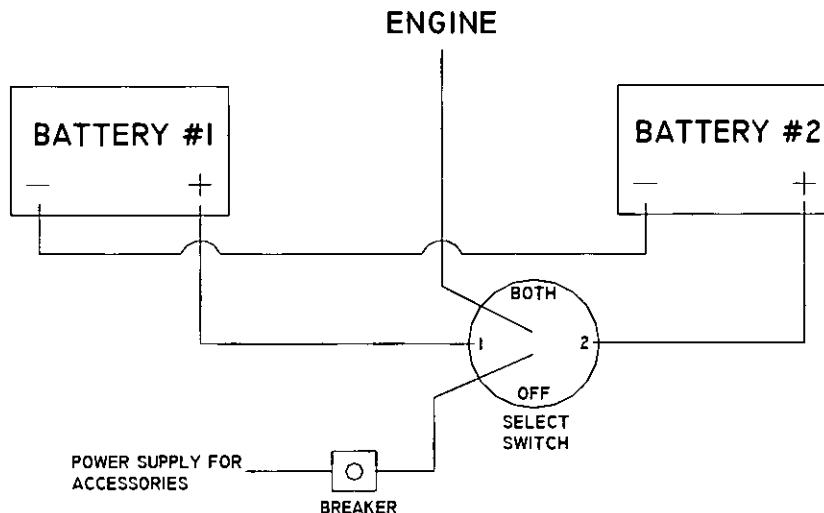 ENGINE
BATTERY #1
− +
BATTERY #2
− +
BOTH
1 2
OFF
SELECT
SWITCH
POWER SUPPLY FOR
ACCESSORIES
BREAKER